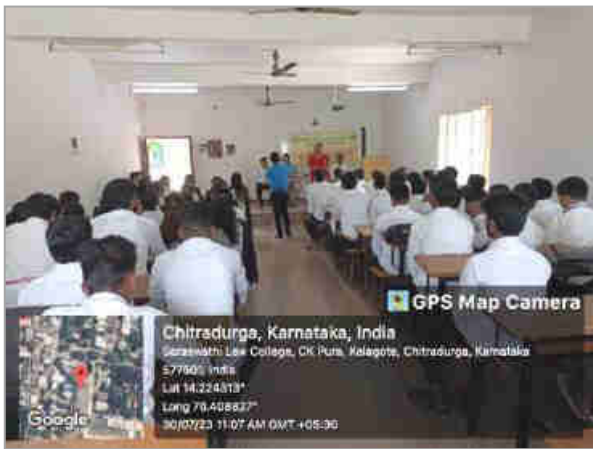 GPS Map Camera
Chitradurga, Karnataka, India
Saraswathi Law College, CK Pura, Kelagote, Chitradurga, Karnataka
India
Lat 14.224313°
Long 76.408827°
30/07/23 11:07 AM GMT +05:30
Google